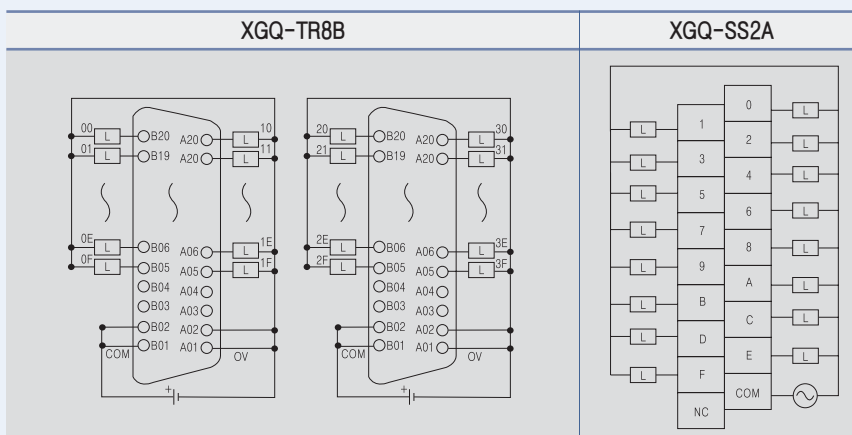 XGQ-TR8B
XGQ-SS2A
00 L B20 A20 L 10
01 L B19 A20 L 11
0E L B06 A06 L 1E
0F L B05 A05 L 1F
B04 A04
B03 A03
B02 A02
COM B01 A01 0V
+
20 L B20 A20 L 30
21 L B19 A20 L 31
2E L B06 A06 L 3E
2F L B05 A05 L 3F
B04 A04
B03 A03
B02 A02
COM B01 A01 0V
+
0 L
L 1
2 L
L 3
4 L
L 5
6 L
L 7
8 L
L 9
A L
L B
C L
L D
E L
L F
COM
NC